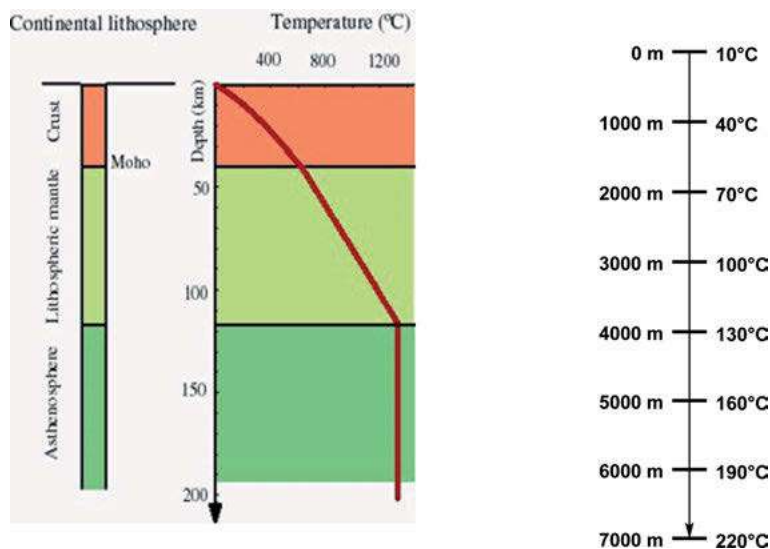 Continental lithosphere
Temperature (ºC)
400 800 1200
Crust
Moho
Lithospheric mantle
Asthenosphere
Depth (km)
50
100
150
200
0 m 10°C
1000 m 40°C
2000 m 70°C
3000 m 100°C
4000 m 130°C
5000 m 160°C
6000 m 190°C
7000 m 220°C